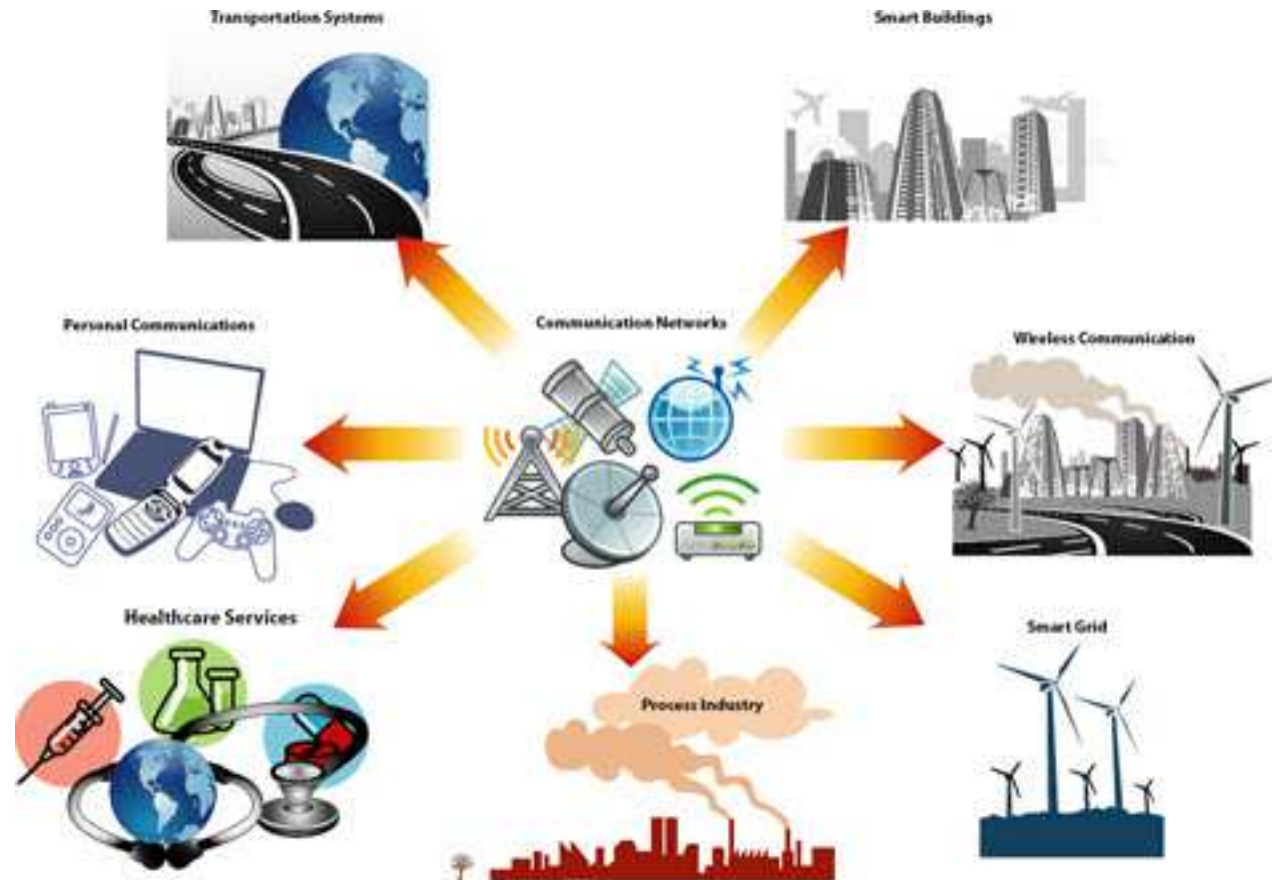 Transportation Systems
Smart Buildings
Personal Communications
Communication Networks
Wireless Communication
Healthcare Services
Smart Grid
Process Industry